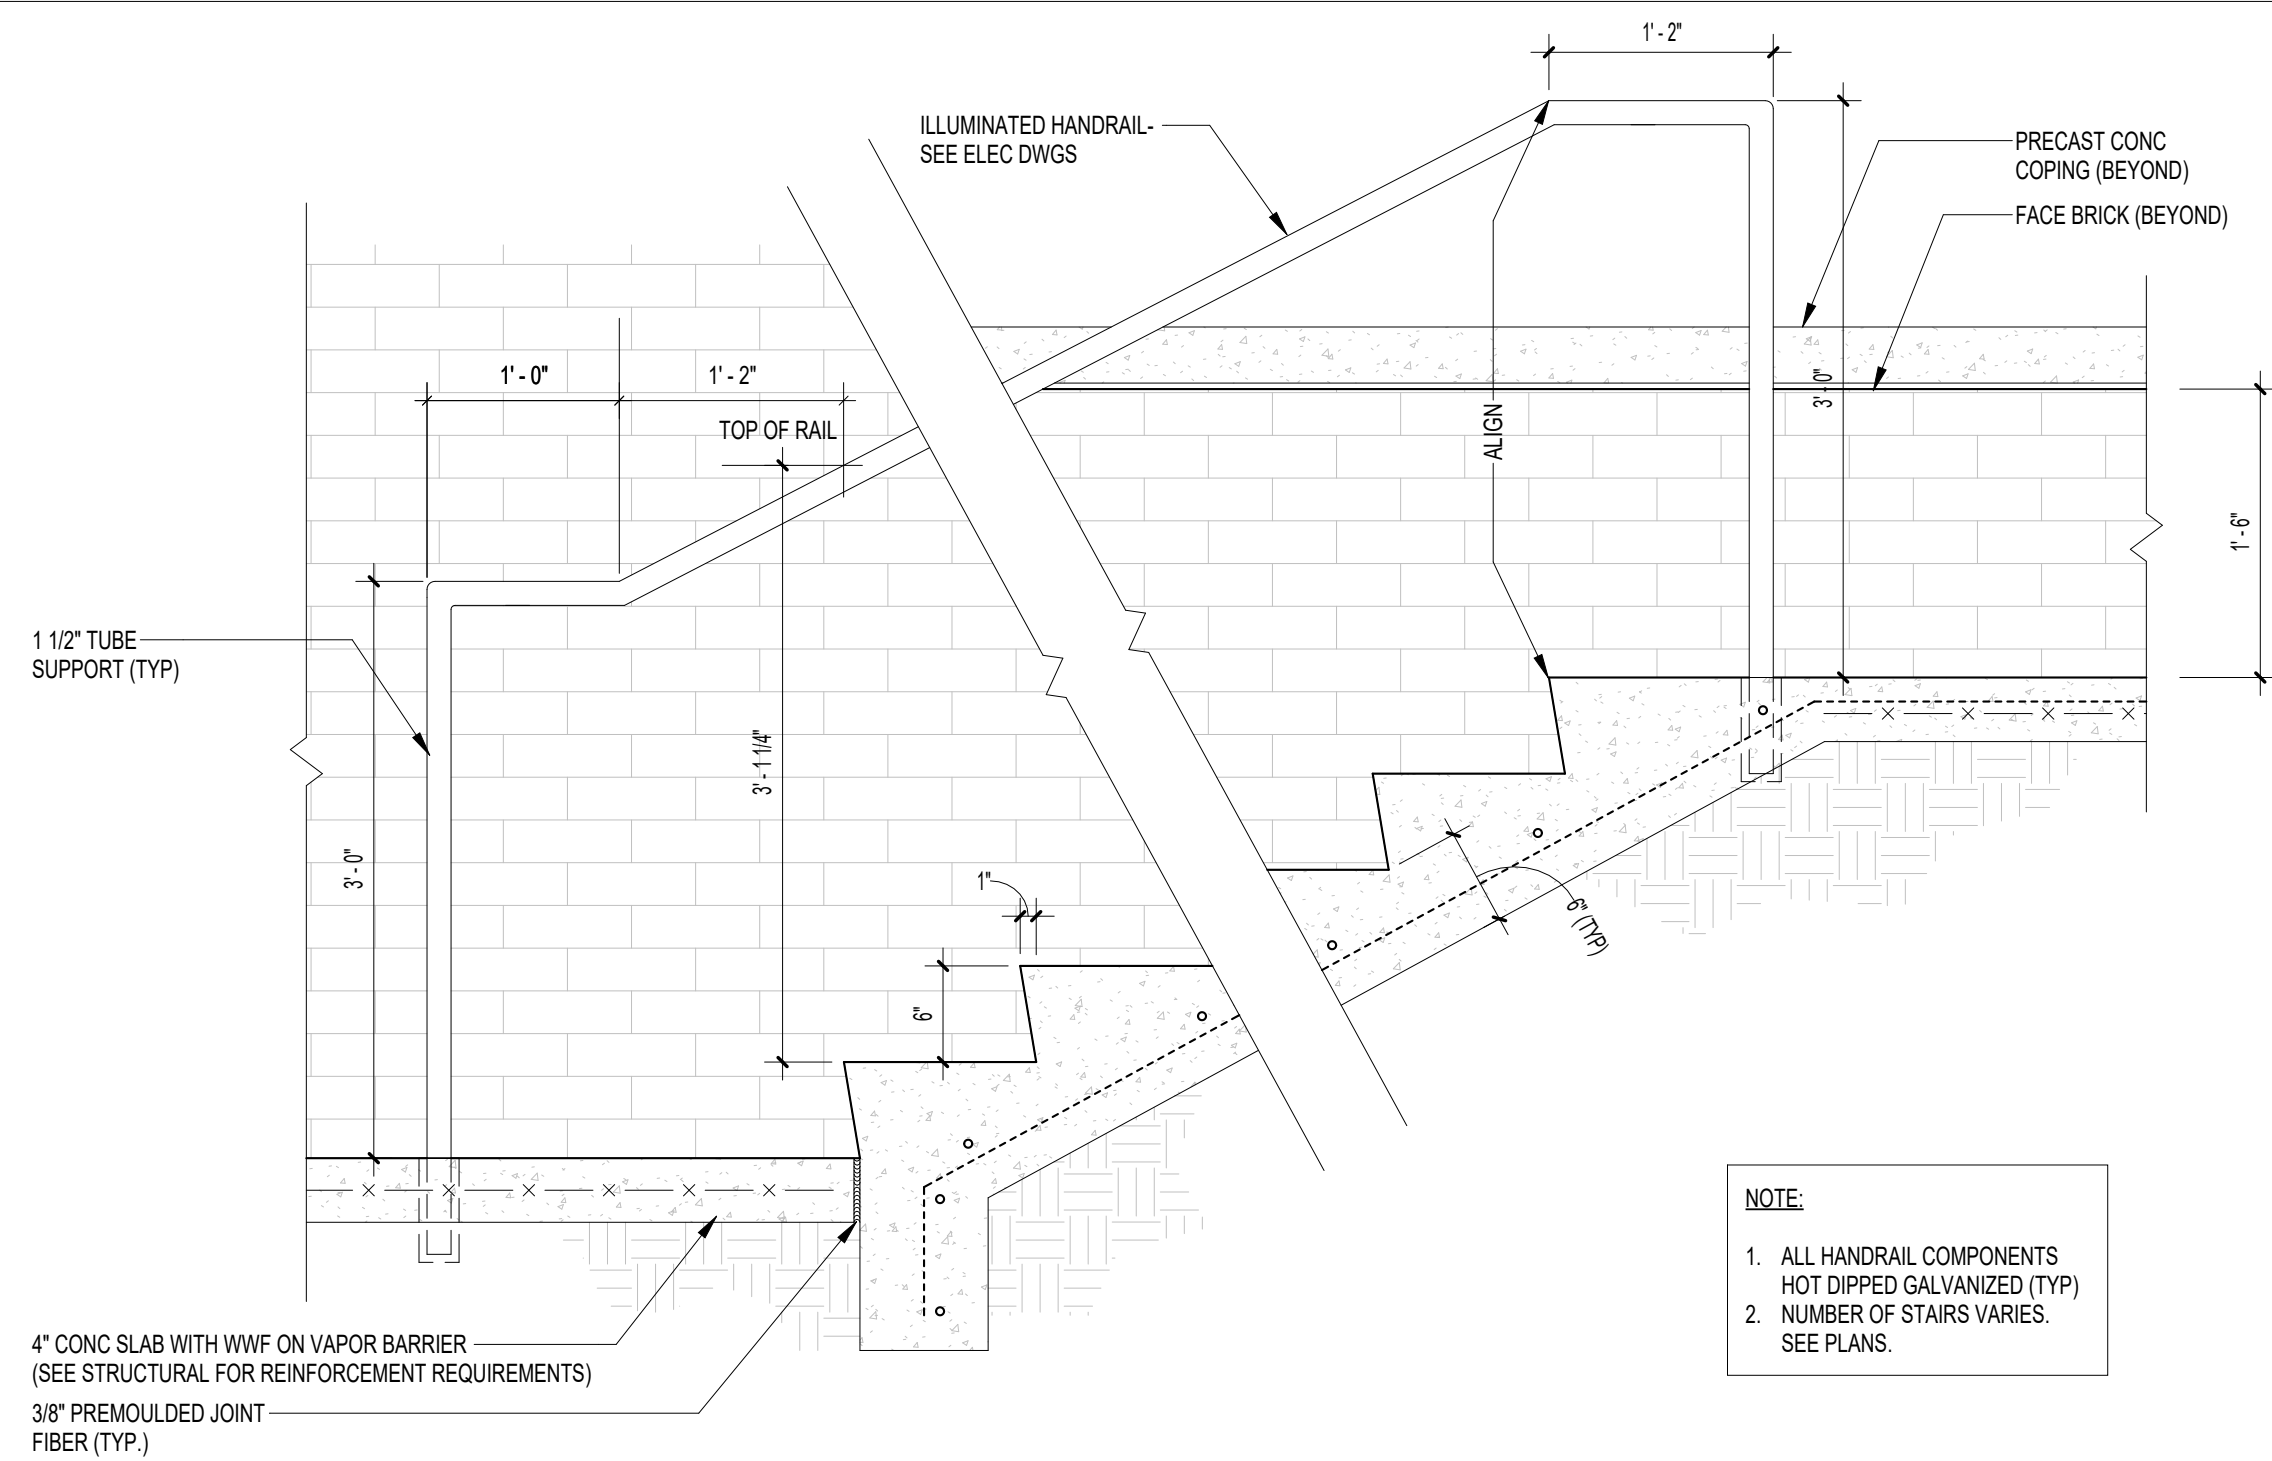 1' - 2"
ILLUMINATED HANDRAIL-
SEE ELEC DWGS
PRECAST CONC
COPING (BEYOND)
FACE BRICK (BEYOND)
1' - 0"
1' - 2"
TOP OF RAIL
3' - 0"
ALIGN
1' - 6"
1 1/2" TUBE
SUPPORT (TYP)
3' - 1 1/4"
3' - 0"
1"
6" (TYP)
6"
NOTE:
1. ALL HANDRAIL COMPONENTS
HOT DIPPED GALVANIZED (TYP)
2. NUMBER OF STAIRS VARIES.
SEE PLANS.
4" CONC SLAB WITH WWF ON VAPOR BARRIER
(SEE STRUCTURAL FOR REINFORCEMENT REQUIREMENTS)
3/8" PREMOULDED JOINT
FIBER (TYP.)